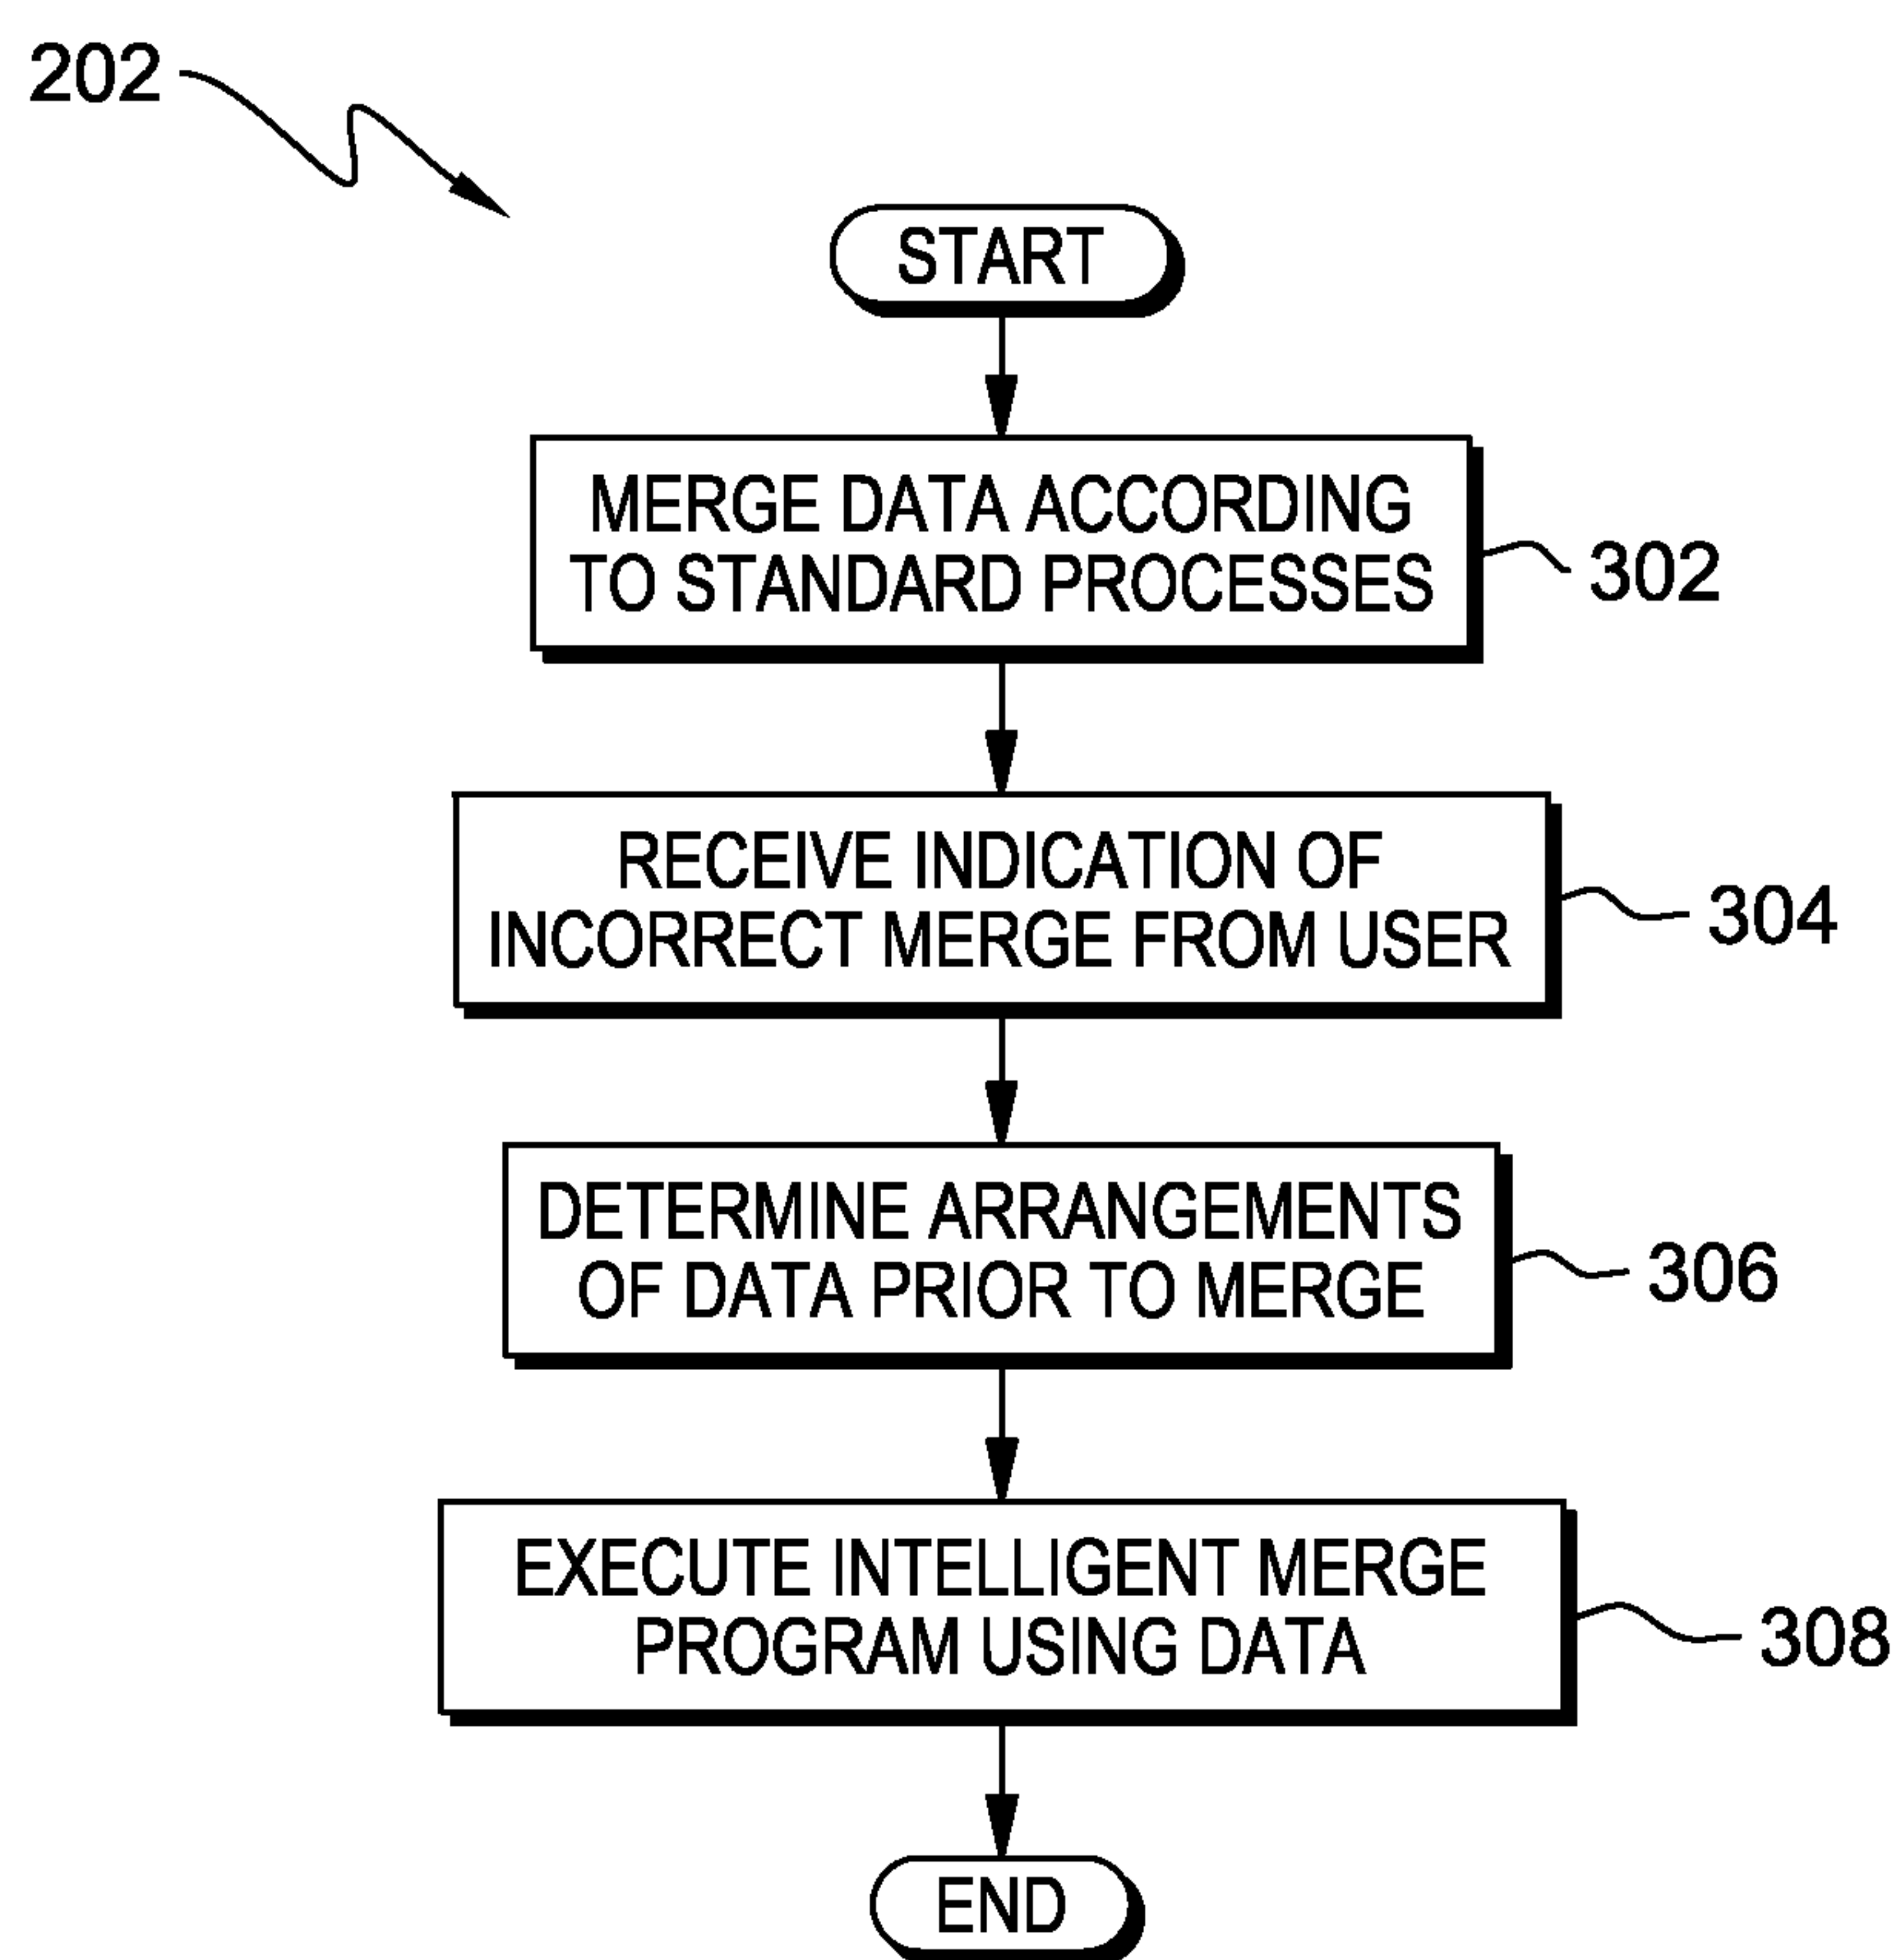 202
START
MERGE DATA ACCORDING
TO STANDARD PROCESSES
302
RECEIVE INDICATION OF
INCORRECT MERGE FROM USER
304
DETERMINE ARRANGEMENTS
OF DATA PRIOR TO MERGE
306
EXECUTE INTELLIGENT MERGE
PROGRAM USING DATA
308
END